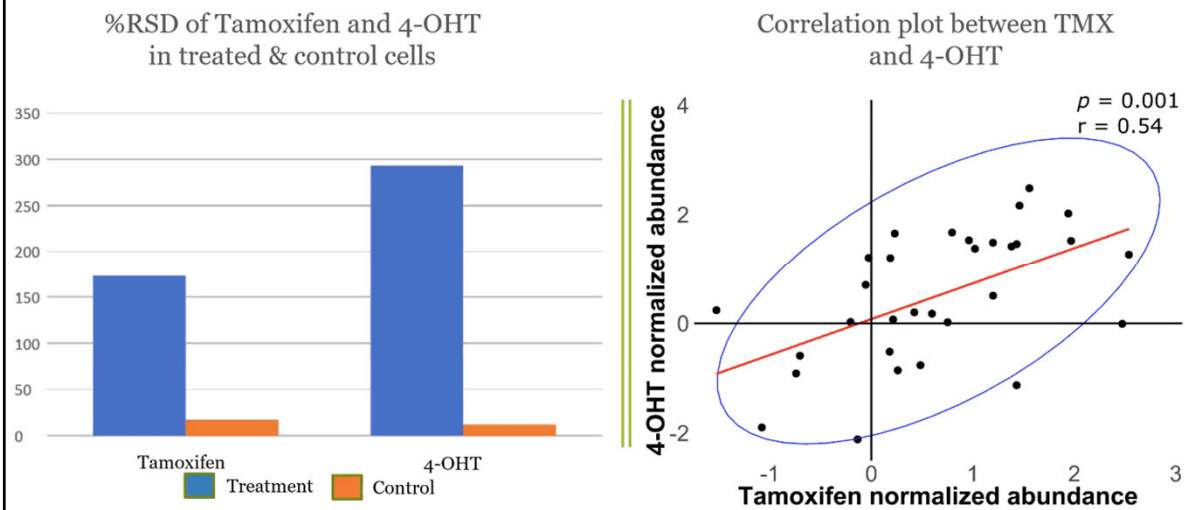 %RSD of Tamoxifen and 4-OHT
in treated & control cells
350
300
250
200
150
100
50
0
Tamoxifen
4-OHT
Treatment
Control
Correlation plot between TMX
and 4-OHT
p = 0.001
r = 0.54
4-OHT normalized abundance
4
2
0
-2
-1
0
1
2
3
Tamoxifen normalized abundance